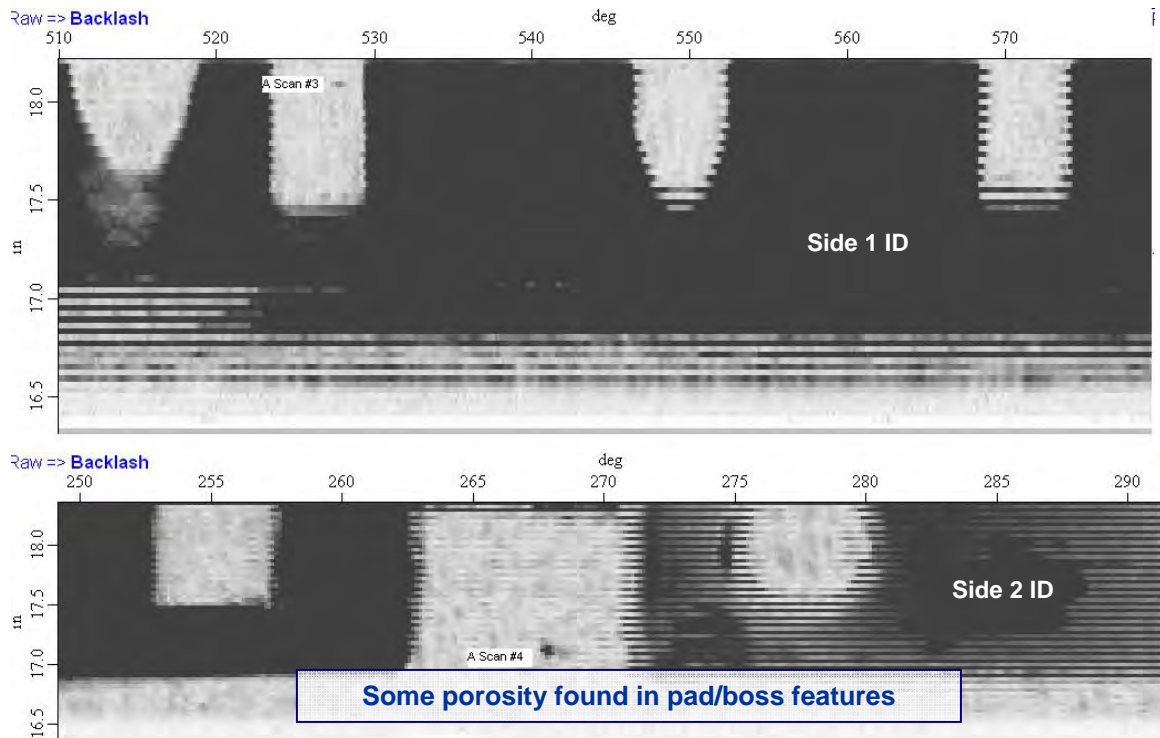 Raw => Backlash
deg
510 520 530 540 550 560 570
A Scan #3
18.0
17.5
in
17.0
16.5
Side 1 ID
Raw => Backlash
deg
250 255 260 265 270 275 280 285 290
18.0
17.5
in
17.0
16.5
Side 2 ID
A Scan #4
Some porosity found in pad/boss features